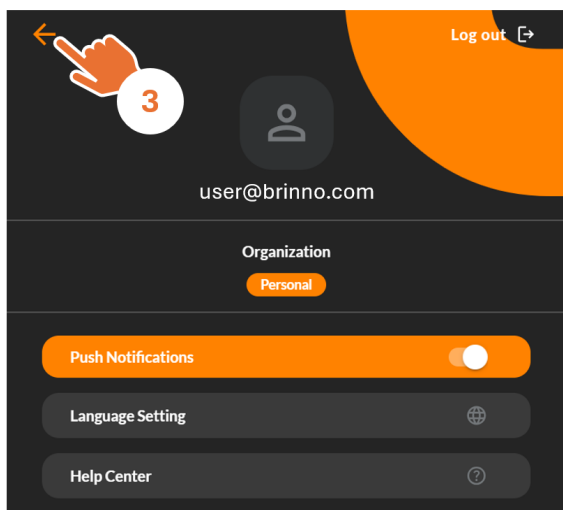 Log out
3
user@brinno.com
Organization
Personal
Push Notifications
Language Setting
Help Center